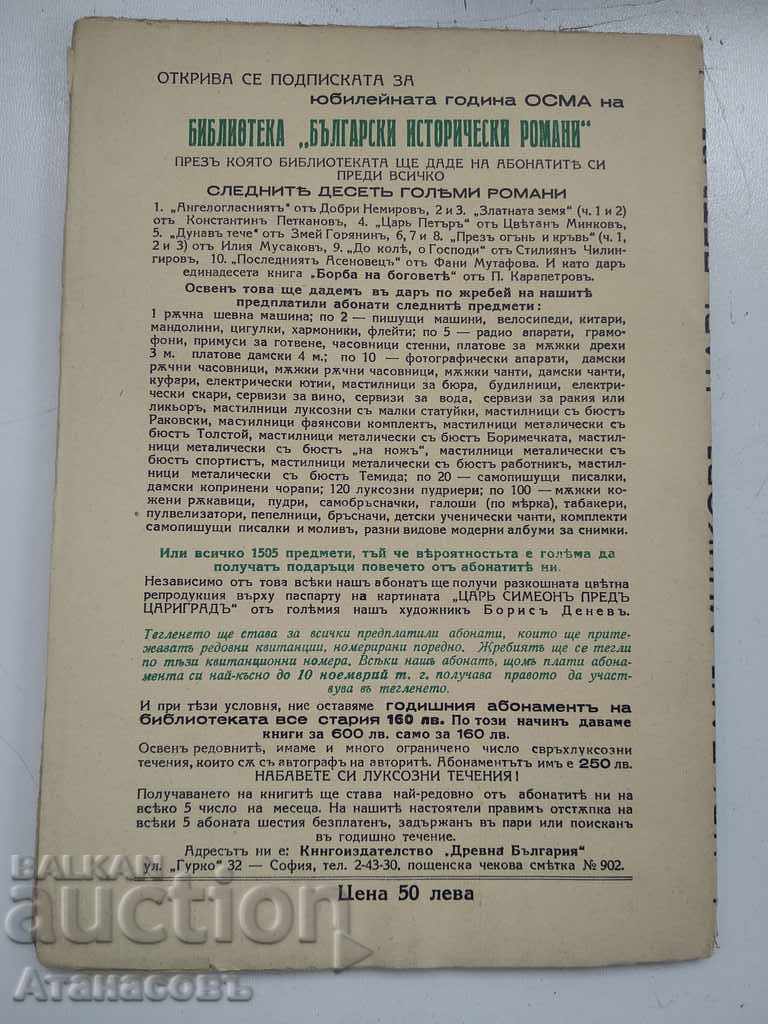 ОТКРИВА СЕ ПОДПИСКАТА ЗА
юбилейната година ОСМА на
БИБЛИОТЕКА „БЪЛГАРСКИ ИСТОРИЧЕСКИ РОМАНИ“
ПРЕЗЪ КОЯТО БИБЛИОТЕКАТА ЩЕ ДАДЕ НА АБОНАТИТѢ СИ
ПРЕДИ ВСИЧКО
СЛЕДНИТѢ ДЕСЕТЬ ГОЛѢМИ РОМАНИ
1. „Ангелогласниятъ“ отъ Добри Немировъ, 2 и 3. „Златната земя“ (ч. 1 и 2)
отъ Константинъ Петкановъ, 4. „Царь Петъръ“ отъ Цвѣтанъ Минковъ,
5. „Дунавъ тече“ отъ Змей Горянинъ, 6, 7 и 8. „Презъ огънь и кръвь“ (ч. 1,
2 и 3) отъ Илия Мусаковъ, 9. „До колѣ, о Господи“ отъ Стилиянъ Чилин-
гировъ, 10. „Последниятъ Асеновецъ“ отъ Фани Мутафова. И като даръ
единадесета книга „Борба на боговетѣ“ отъ П. Карапетровъ.
Освенъ това ще дадемъ въ даръ по жребей на нашитѣ
предплатили абонати следнитѣ предмети:
1 рѫчна шевна машина; по 2 — пишущи машини, велосипеди, китари,
мандолини, цигулки, хармоники, флейти; по 5 — радио апарати, грамо-
фони, примуси за готвене, часовници стенни, платове за мѫжки дрехи
3 м. платове дамски 4 м.; по 10 — фотографически апарати, дамски
рѫчни часовници, мѫжки рѫчни часовници, мѫжки чанти, дамски чанти,
куфари, електрически ютии, мастилници за бюра, будилници, електри-
чески скари, сервизи за вино, сервизи за вода, сервизи за ракия или
ликьоръ, мастилници луксозни съ малки статуйки, мастилници съ бюстъ
Раковски, мастилници фаянсови комплектъ, мастилници металически съ
бюстъ Толстой, мастилници металически съ бюстъ Боримечката, мастил-
ници металически съ бюстъ „на ножъ“, мастилници металически съ
бюстъ спортистъ, мастилници металически съ бюстъ работникъ, мастил-
ници металически съ бюстъ Темида; по 20 — самопишущи писалки,
дамски копринени чорапи; 120 луксозни пудриери; по 100 — мѫжки ко-
жени рѫкавици, пудри, самобръсначки, галоши (по мѣрка), табакери,
пулвелизатори, пепелници, бръсначи, детски ученически чанти, комплекти
самопишущи писалки и моливъ, разни видове модерни албуми за снимки.
Или всичко 1505 предмети, тъй че вѣроятностьта е голѣма да
получатъ подаръци повечето отъ абонатитѣ ни.
Независимо отъ това всѣки нашъ абонатъ ще получи разкошната цвѣтна
репродукция върху паспарту на картината „ЦАРЬ СИМЕОНЪ ПРЕДЪ
ЦАРИГРАДЪ“ отъ голѣмия нашъ художникъ Борисъ Деневъ.
Тегленето ще става за всички предплатили абонати, които ще прите-
жаватъ редовни квитанции, номерирани поредно. Жребиятъ ще се тегли
по тѣзи квитанционни номера. Всѣки нашъ абонатъ, щомъ плати абона-
мента си най-късно до 10 ноемврий т. г. получава правото да участ-
вува въ тегленето.
И при тѣзи условия, ние оставяме годишния абонаментъ на
библиотеката все стария 160 лв. По този начинъ даваме
книги за 600 лв. само за 160 лв.
Освенъ редовнитѣ, имаме и много ограничено число свръхлуксозни
течения, които сѫ съ автографъ на авторитѣ. Абонаментътъ имъ е 250 лв.
НАБАВЕТЕ СИ ЛУКСОЗНИ ТЕЧЕНИЯ!
Получаването на книгитѣ ще става най-редовно отъ абонатитѣ ни на
всѣко 5 число на месеца. На нашитѣ настоятели правимъ отстѫпка на
всѣки 5 абоната шестия безплатенъ, задържанъ въ пари или поисканъ
въ годишно течение.
Адресътъ ни е: Книгоиздателство „Древна България“
ул. „Гурко“ 32 — София, тел. 2-43-30. пощенска чекова смѣтка № 902.
Цена 50 лева
БАЛКАН
auction
Атанасовъ